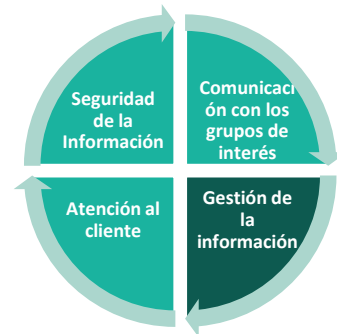 Seguridad
de la
Información
Comunicaci
ón con los
grupos de
interés
Atención al
cliente
Gestión de
la
información